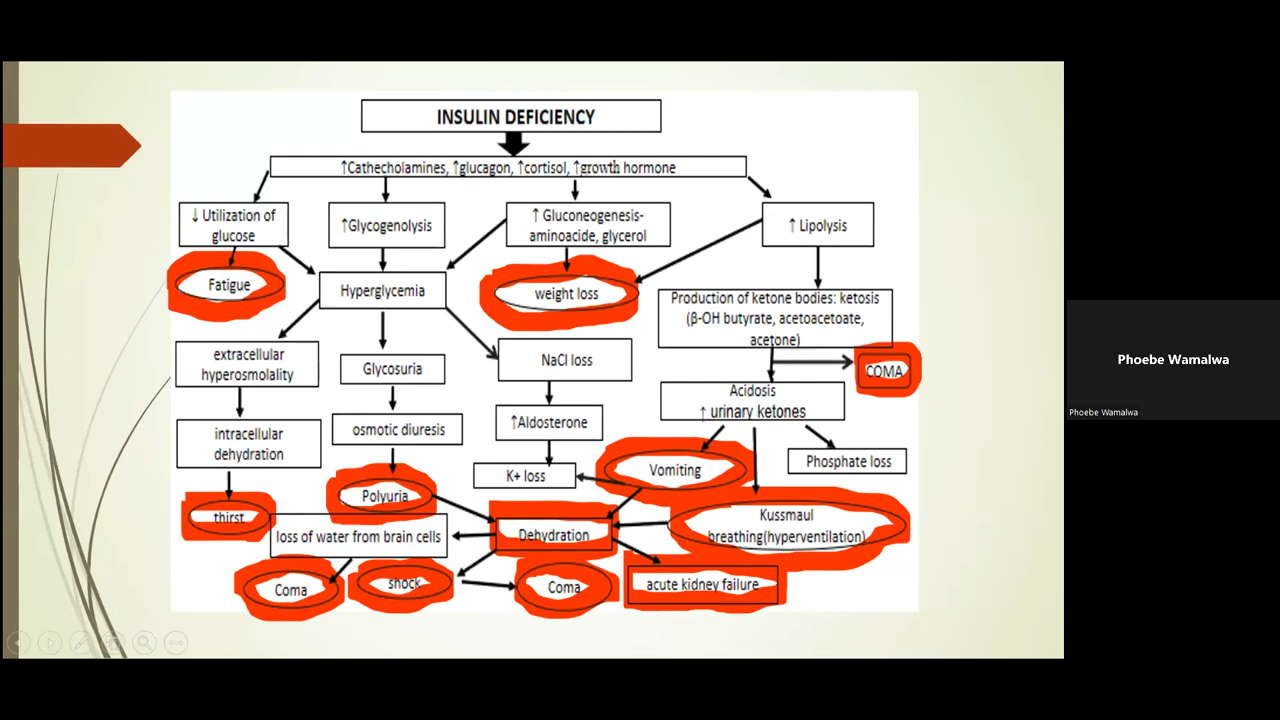 INSULIN DEFICIENCY
↑Cathecholamines, ↑glucagon, ↑cortisol, ↑growth hormone
↓ Utilization of
glucose
↑Glycogenolysis
↑ Gluconeogenesis-
aminoacide, glycerol
↑ Lipolysis
Fatigue
Hyperglycemia
weight loss
Production of ketone bodies: ketosis
(β-OH butyrate, acetoacetoate,
acetone)
extracellular
hyperosmolality
Glycosuria
NaCl loss
COMA
Acidosis
↑ urinary ketones
intracellular
dehydration
osmotic diuresis
↑Aldosterone
Vomiting
Phosphate loss
K+ loss
thirst
Polyuria
Kussmaul
breathing(hyperventilation)
loss of water from brain cells
Dehydration
Coma
shock
Coma
acute kidney failure
Phoebe Wamalwa
Phoebe Wamalwa